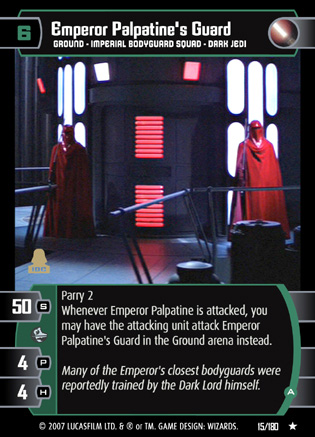 6
Emperor Palpatine's Guard
GROUND - IMPERIAL BODYGUARD SQUAD - DARK JEDI
50 S
4 P
4 H
Parry 2
Whenever Emperor Palpatine is attacked, you
may have the attacking unit attack Emperor
Palpatine's Guard in the Ground arena instead.
Many of the Emperor's closest bodyguards were
reportedly trained by the Dark Lord himself.
A
© 2007 LUCASFILM LTD. & ® or TM. GAME DESIGN: WIZARDS. 15/180